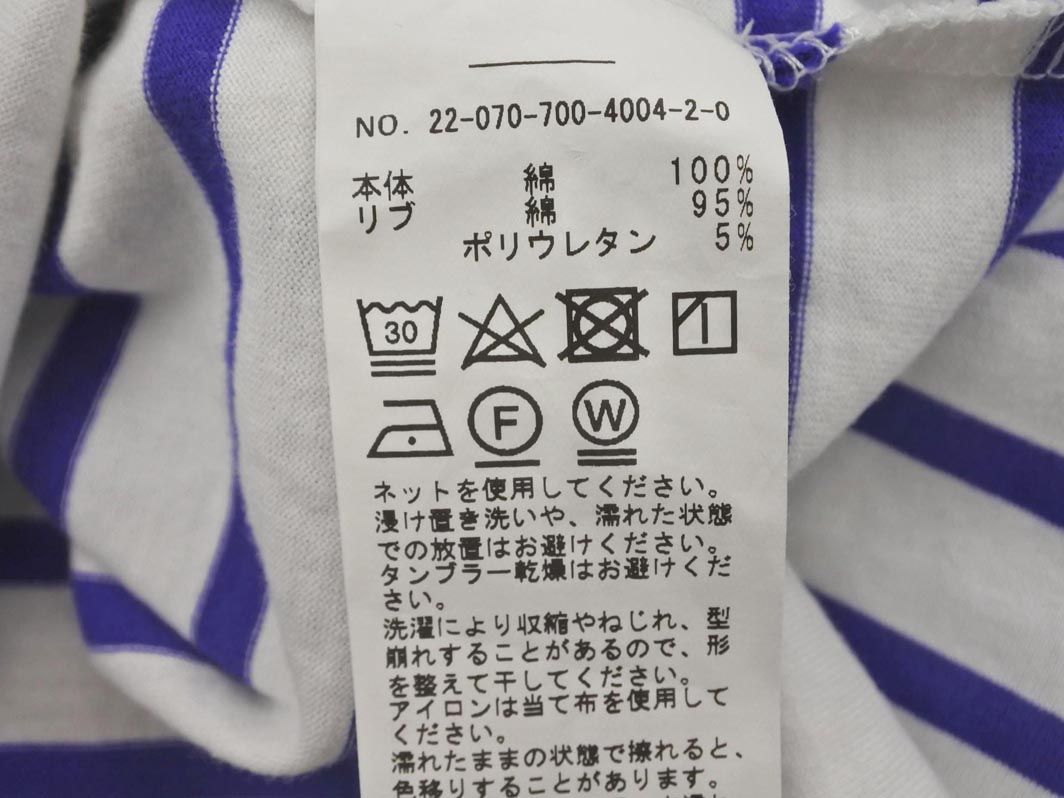 NO. 22-070-700-4004-2-0
本体 綿 100%
リブ 綿 95%
ポリウレタン 5%
30
F W
ネットを使用してください。
浸け置き洗いや、濡れた状態
での放置はお避けください。
タンブラー乾燥はお避けくだ
さい。
洗濯により収縮やねじれ、型
崩れすることがあるので、形
を整えて干してください。
アイロンは当て布を使用して
ください。
濡れたままの状態で擦れると、
色移りすることがあります。